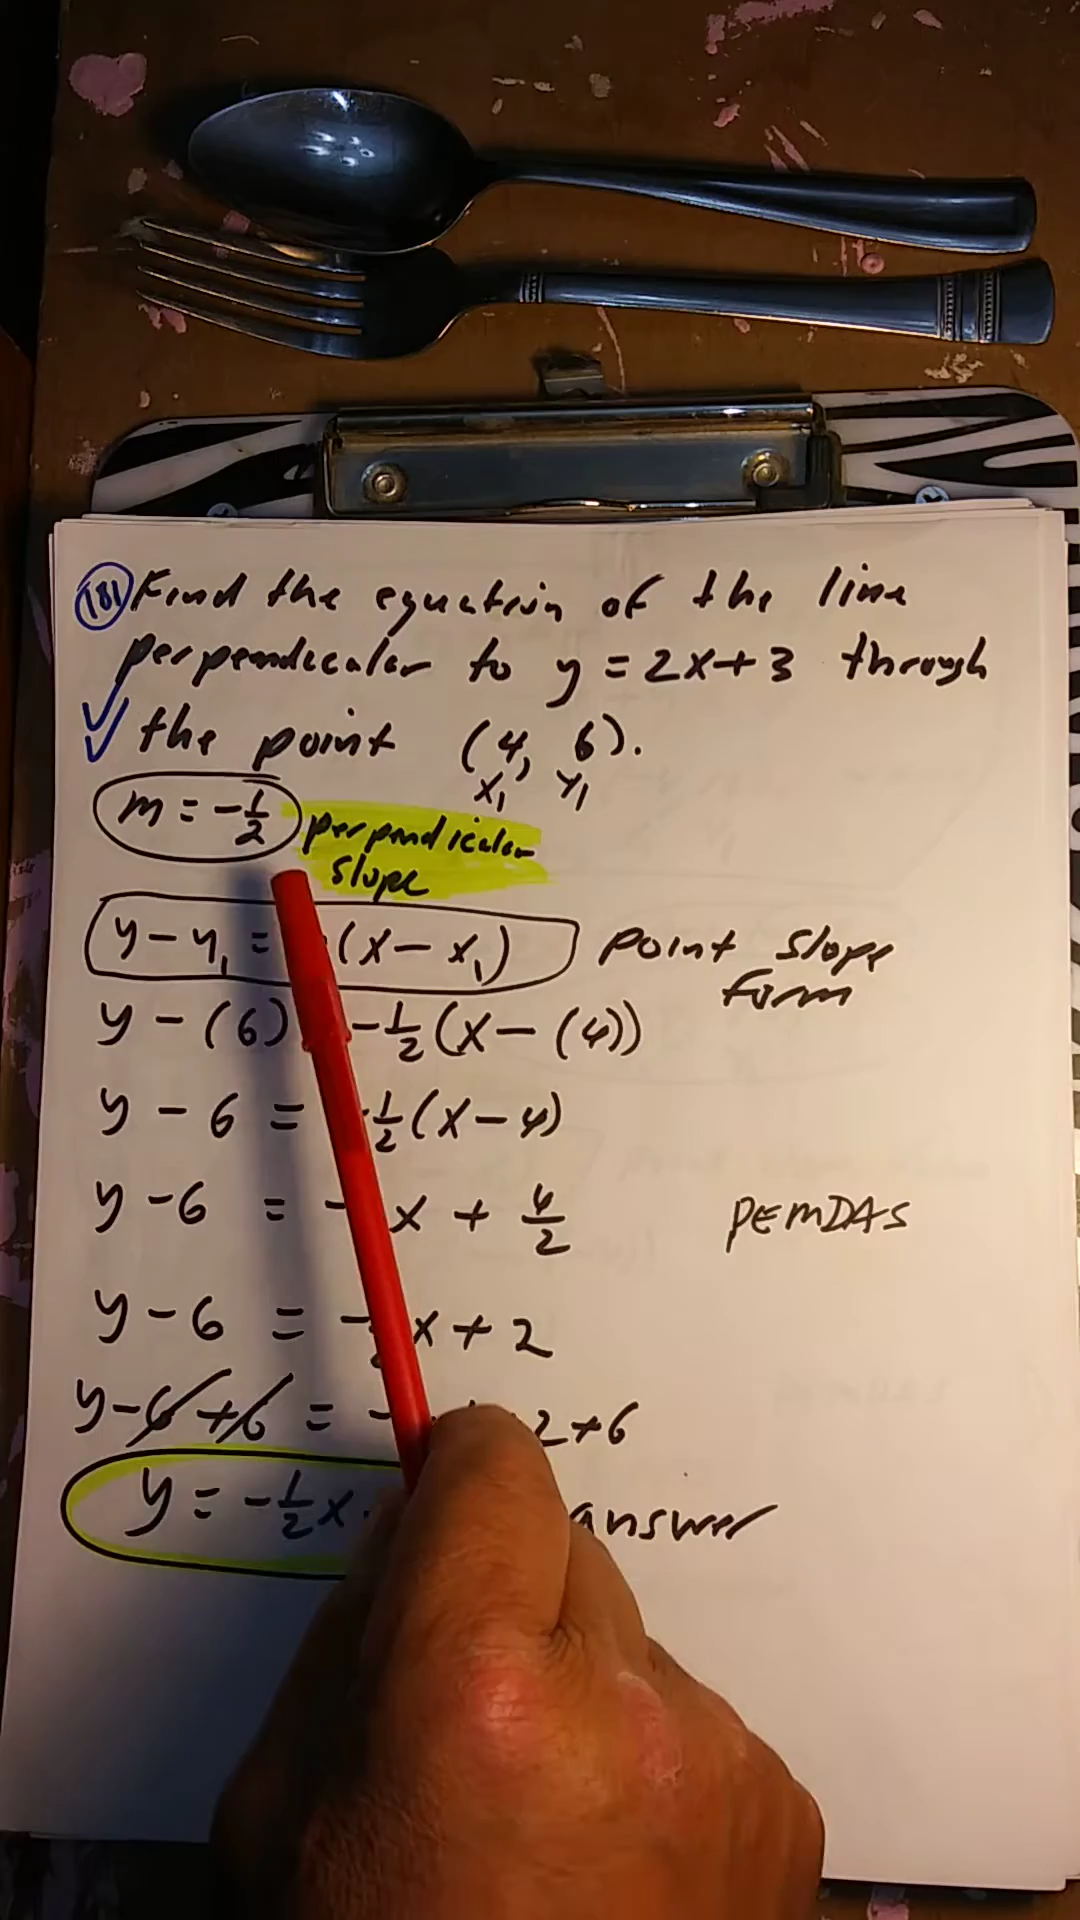 181 Find the equation of the line
perpendicular to y = 2x+3 through
the point (4, 6).
x₁ y₁
m = -1/2 perpendicular
slope
y - y₁ = (x - x₁) point slope
form
y - (6) -1/2 (x - (4))
y - 6 = 1/2 (x - 4)
y - 6 = - x + 4/2 PEMDAS
y - 6 = - x + 2
y - 6 + 6 = - 2 + 6
y = -1/2 x answer